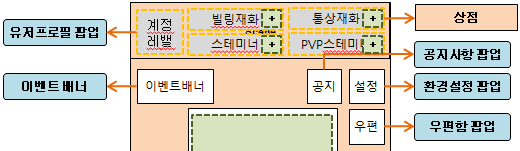 유저프로필 팝업
계정
레밸
빌링재화 +
통상재화 +
스테미너 +
PVP스테미너 +
상점
공지사항 팝업
이벤트배너
이벤트배너
공지
설정
환경설정 팝업
우편
우편함 팝업